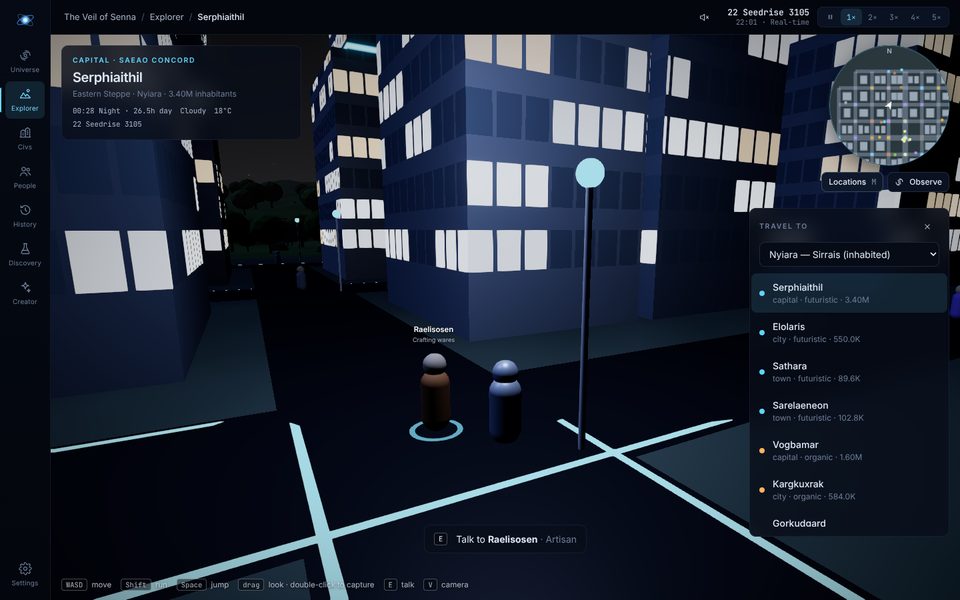 The Veil of Senna / Explorer / Serphiaithil
22 Seedrise 3105
22:01 · Real-time
1× 2× 3× 4× 5×
Universe
Explorer
Civs
People
History
Discovery
Creator
Settings
CAPITAL · SAEAO CONCORD
Serphiaithil
Eastern Steppe · Nyiara · 3.40M inhabitants
00:28 Night · 26.5h day Cloudy 18°C
22 Seedrise 3105
N
Locations M
Observe
TRAVEL TO
Nyiara — Sirrais (inhabited)
Serphiaithil
capital · futuristic · 3.40M
Elolaris
city · futuristic · 550.0K
Sathara
town · futuristic · 89.6K
Sarelaeneon
town · futuristic · 102.8K
Vogbamar
capital · organic · 1.60M
Kargkuxrak
city · organic · 584.0K
Gorkudgard
Raelisosen
Crafting wares
E Talk to Raelisosen · Artisan
WASD move Shift run Space jump drag look · double-click to capture E talk V camera